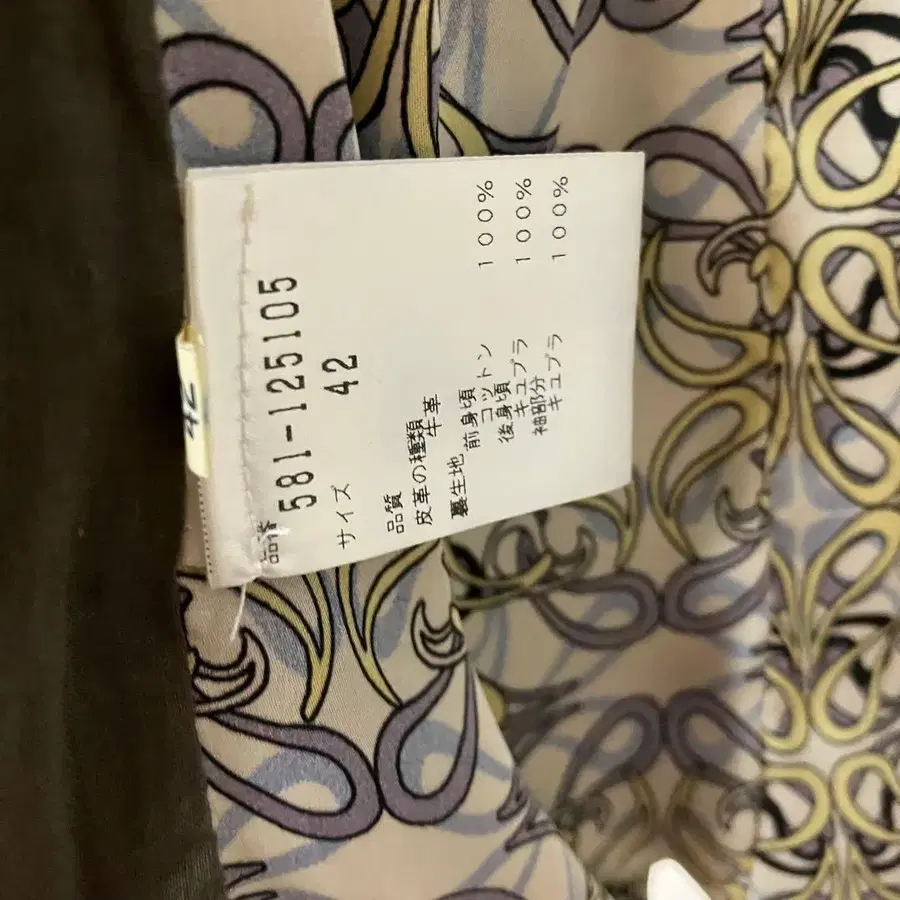 品番
581-125105
サイズ 42
品質
皮革の種類
牛革
裏生地
前身頃
コットン 100%
後身頃
キュプラ 100%
袖部分
キュプラ 100%
42